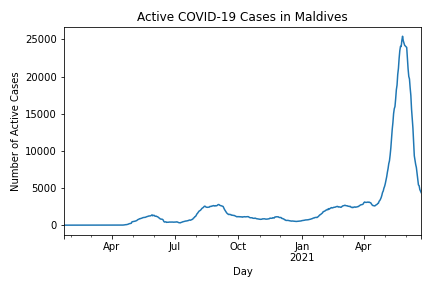 Active COVID-19 Cases in Maldives
Number of Active Cases
25000
20000
15000
10000
5000
0
Apr
Jul
Oct
Jan
2021
Apr
Day